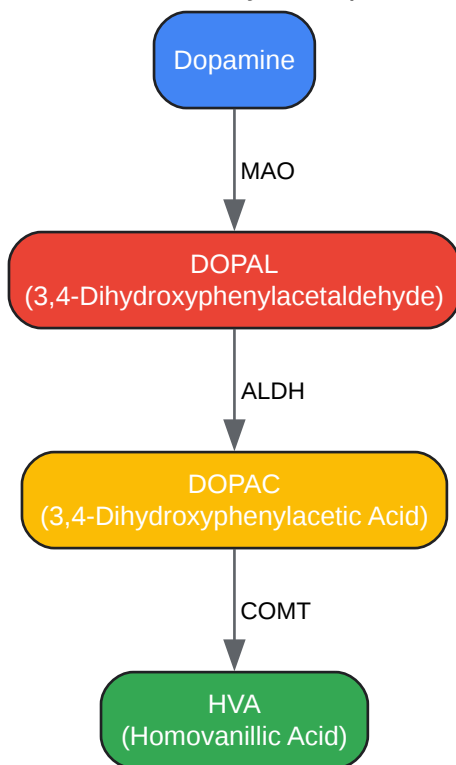 Dopamine
MAO
DOPAL
(3,4-Dihydroxyphenylacetaldehyde)
ALDH
DOPAC
(3,4-Dihydroxyphenylacetic Acid)
COMT
HVA
(Homovanillic Acid)